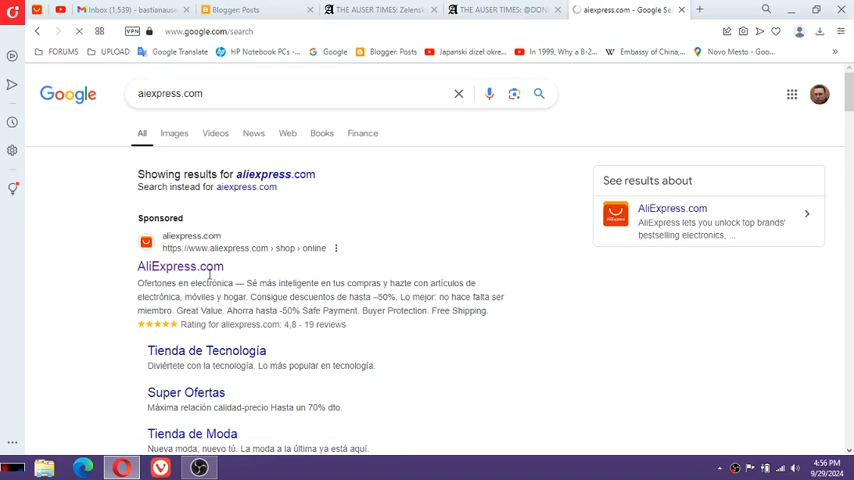 Inbox (1,539) - bastianause
Blogger: Posts
THE AUSER TIMES: Zelensk
THE AUSER TIMES: @DON
aiexpress.com - Google Se
VPN www.google.com/search
FORUMS UPLOAD Google Translate HP Notebook PC -... Google Blogger: Posts Japanski dizel okre... In 1999, Why a B-2... Embassy of China,... Novo Mesto - Goo...
Google
aiexpress.com
All Images Videos News Web Books Finance
Showing results for aliexpress.com
Search instead for aiexpress.com
See results about
AliExpress.com
AliExpress lets you unlock top brands'
bestselling electronics, ...
Sponsored
aliexpress.com
https://www.aliexpress.com › shop › online
AliExpress.com
Ofertones en electrónica — Sé más inteligente en tus compras y hazte con artículos de
electrónica, móviles y hogar. Consigue descuentos de hasta –50%. Lo mejor: no hace falta ser
miembro. Great Value. Ahorra hasta -50% Safe Payment. Buyer Protection. Free Shipping.
Rating for aliexpress.com: 4,8 - 19 reviews
Tienda de Tecnología
Diviértete con la tecnología. Lo más popular en tecnología.
Super Ofertas
Máxima relación calidad-precio Hasta un 70% dto.
Tienda de Moda
Nueva moda, nuevo tú. La moda a la última ya está aquí.
4:56 PM
9/29/2024